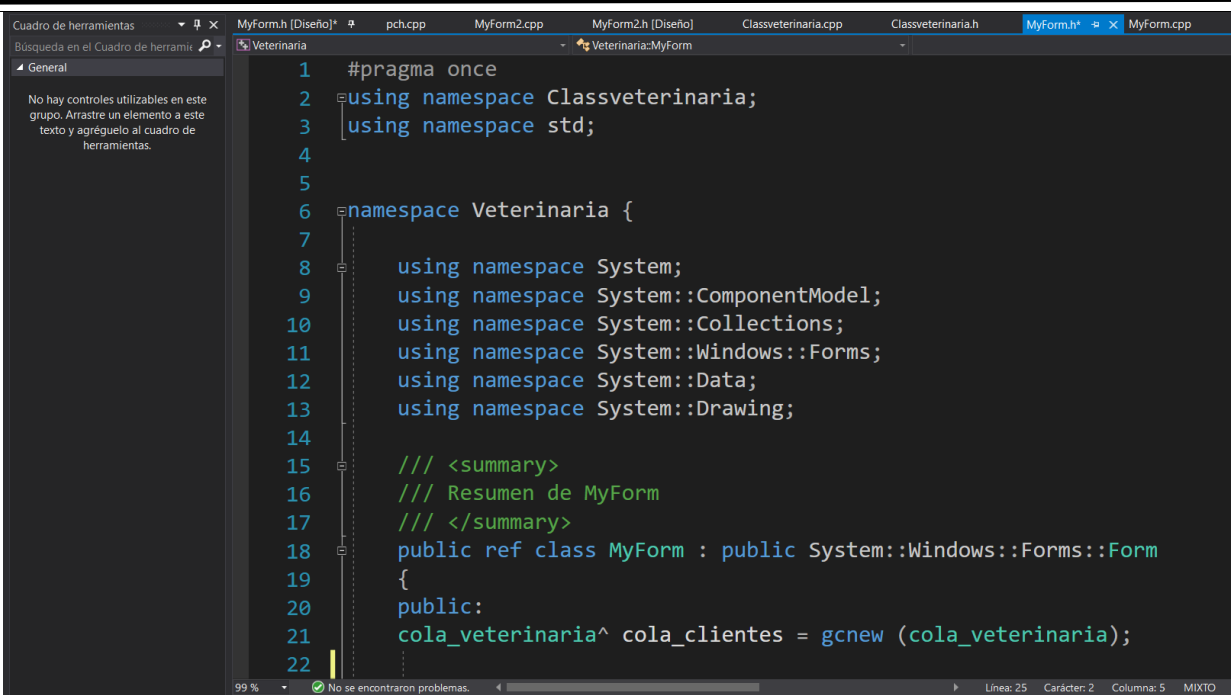 Cuadro de herramientas
Búsqueda en el Cuadro de herramie
General
No hay controles utilizables en este
grupo. Arrastre un elemento a este
texto y agréguelo al cuadro de
herramientas.
MyForm.h [Diseño]* pch.cpp MyForm2.cpp MyForm2.h [Diseño] Classveterinaria.cpp Classveterinaria.h MyForm.h* MyForm.cpp
Veterinaria Veterinaria::MyForm
1 #pragma once
2 using namespace Classveterinaria;
3 using namespace std;
4
5
6 namespace Veterinaria {
7
8 using namespace System;
9 using namespace System::ComponentModel;
10 using namespace System::Collections;
11 using namespace System::Windows::Forms;
12 using namespace System::Data;
13 using namespace System::Drawing;
14
15 /// <summary>
16 /// Resumen de MyForm
17 /// </summary>
18 public ref class MyForm : public System::Windows::Forms::Form
19 {
20 public:
21 cola_veterinaria^ cola_clientes = gcnew (cola_veterinaria);
22
99 % No se encontraron problemas. Línea: 25 Carácter: 2 Columna: 5 MIXTO